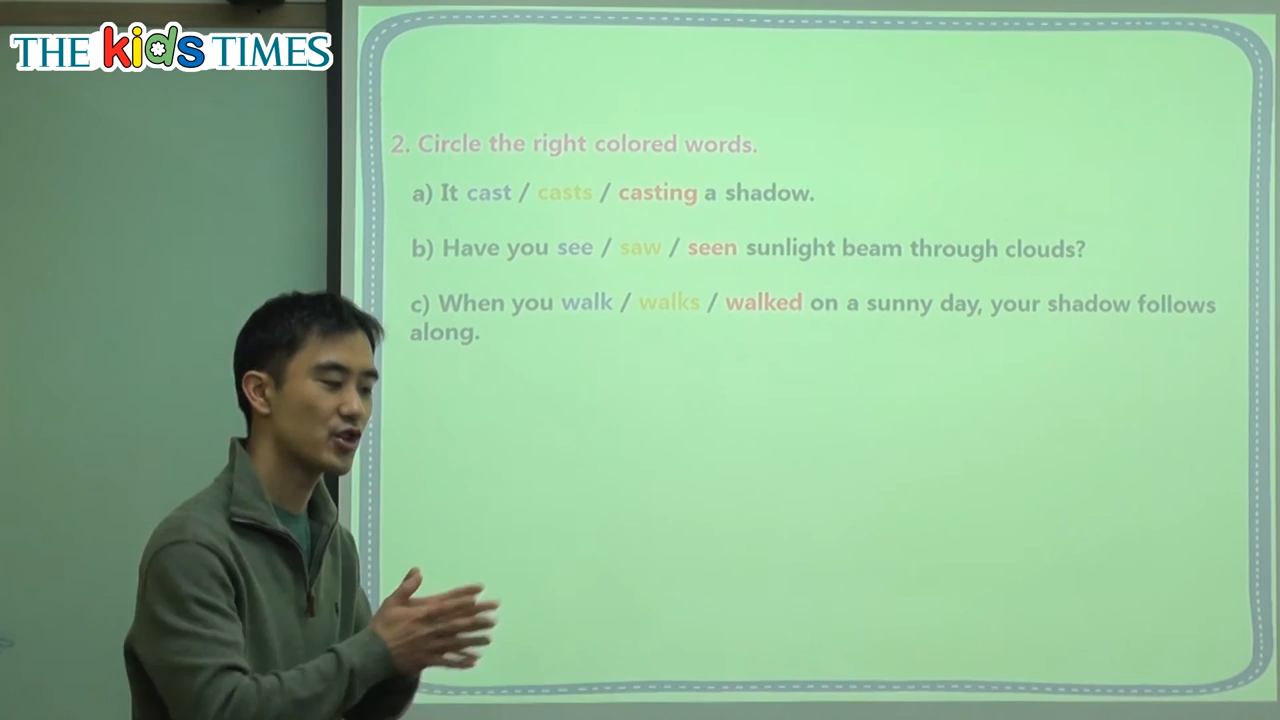 THE kids TIMES
2. Circle the right colored words.
a) It cast / casts / casting a shadow.
b) Have you see / saw / seen sunlight beam through clouds?
c) When you walk / walks / walked on a sunny day, your shadow follows
along.